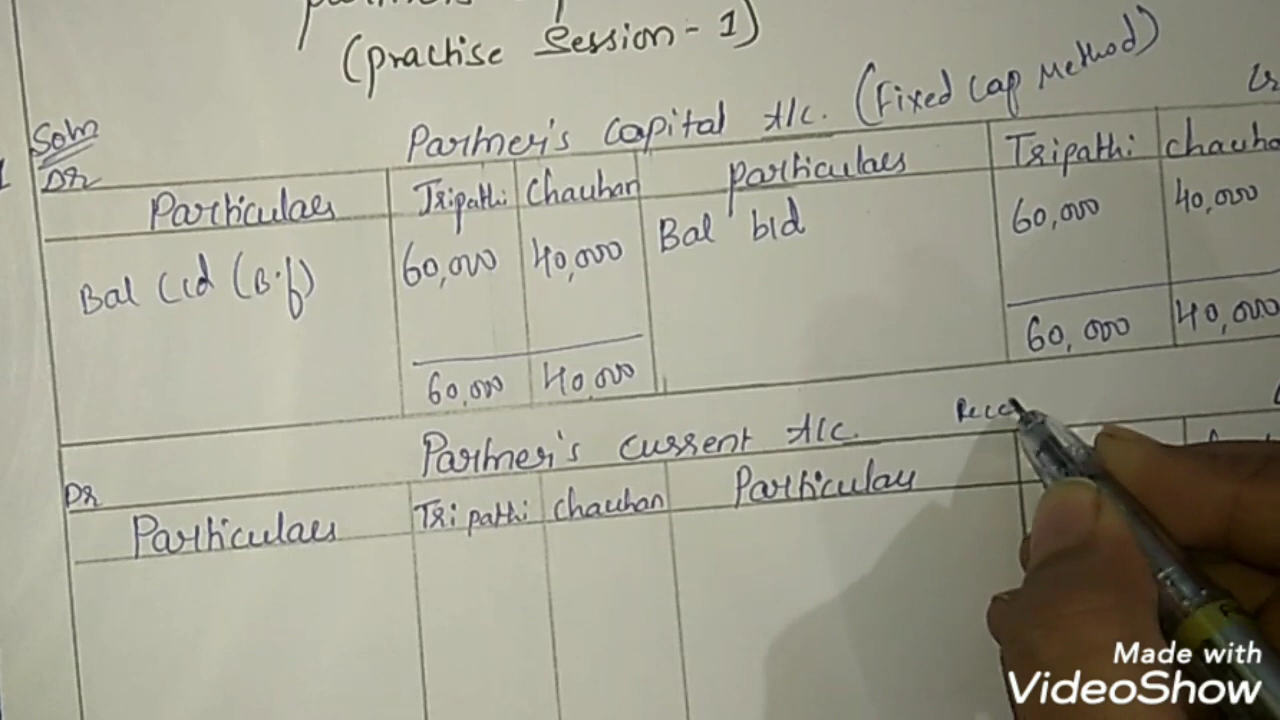 (practise Session - 1)
Soln
Partner's Capital A/c. (Fixed Cap Method)
Dr
Particulars Tripathi Chauhan Particulars Tripathi Chauha
Bal c/d (B.f) 60,000 40,000 Bal b/d 60,000 40,000
60,000 40,000 60,000 40,000
Partner's Current A/c. Rece
Dr
Particulars Tripathi Chauhan Particulars
Made with
VideoShow